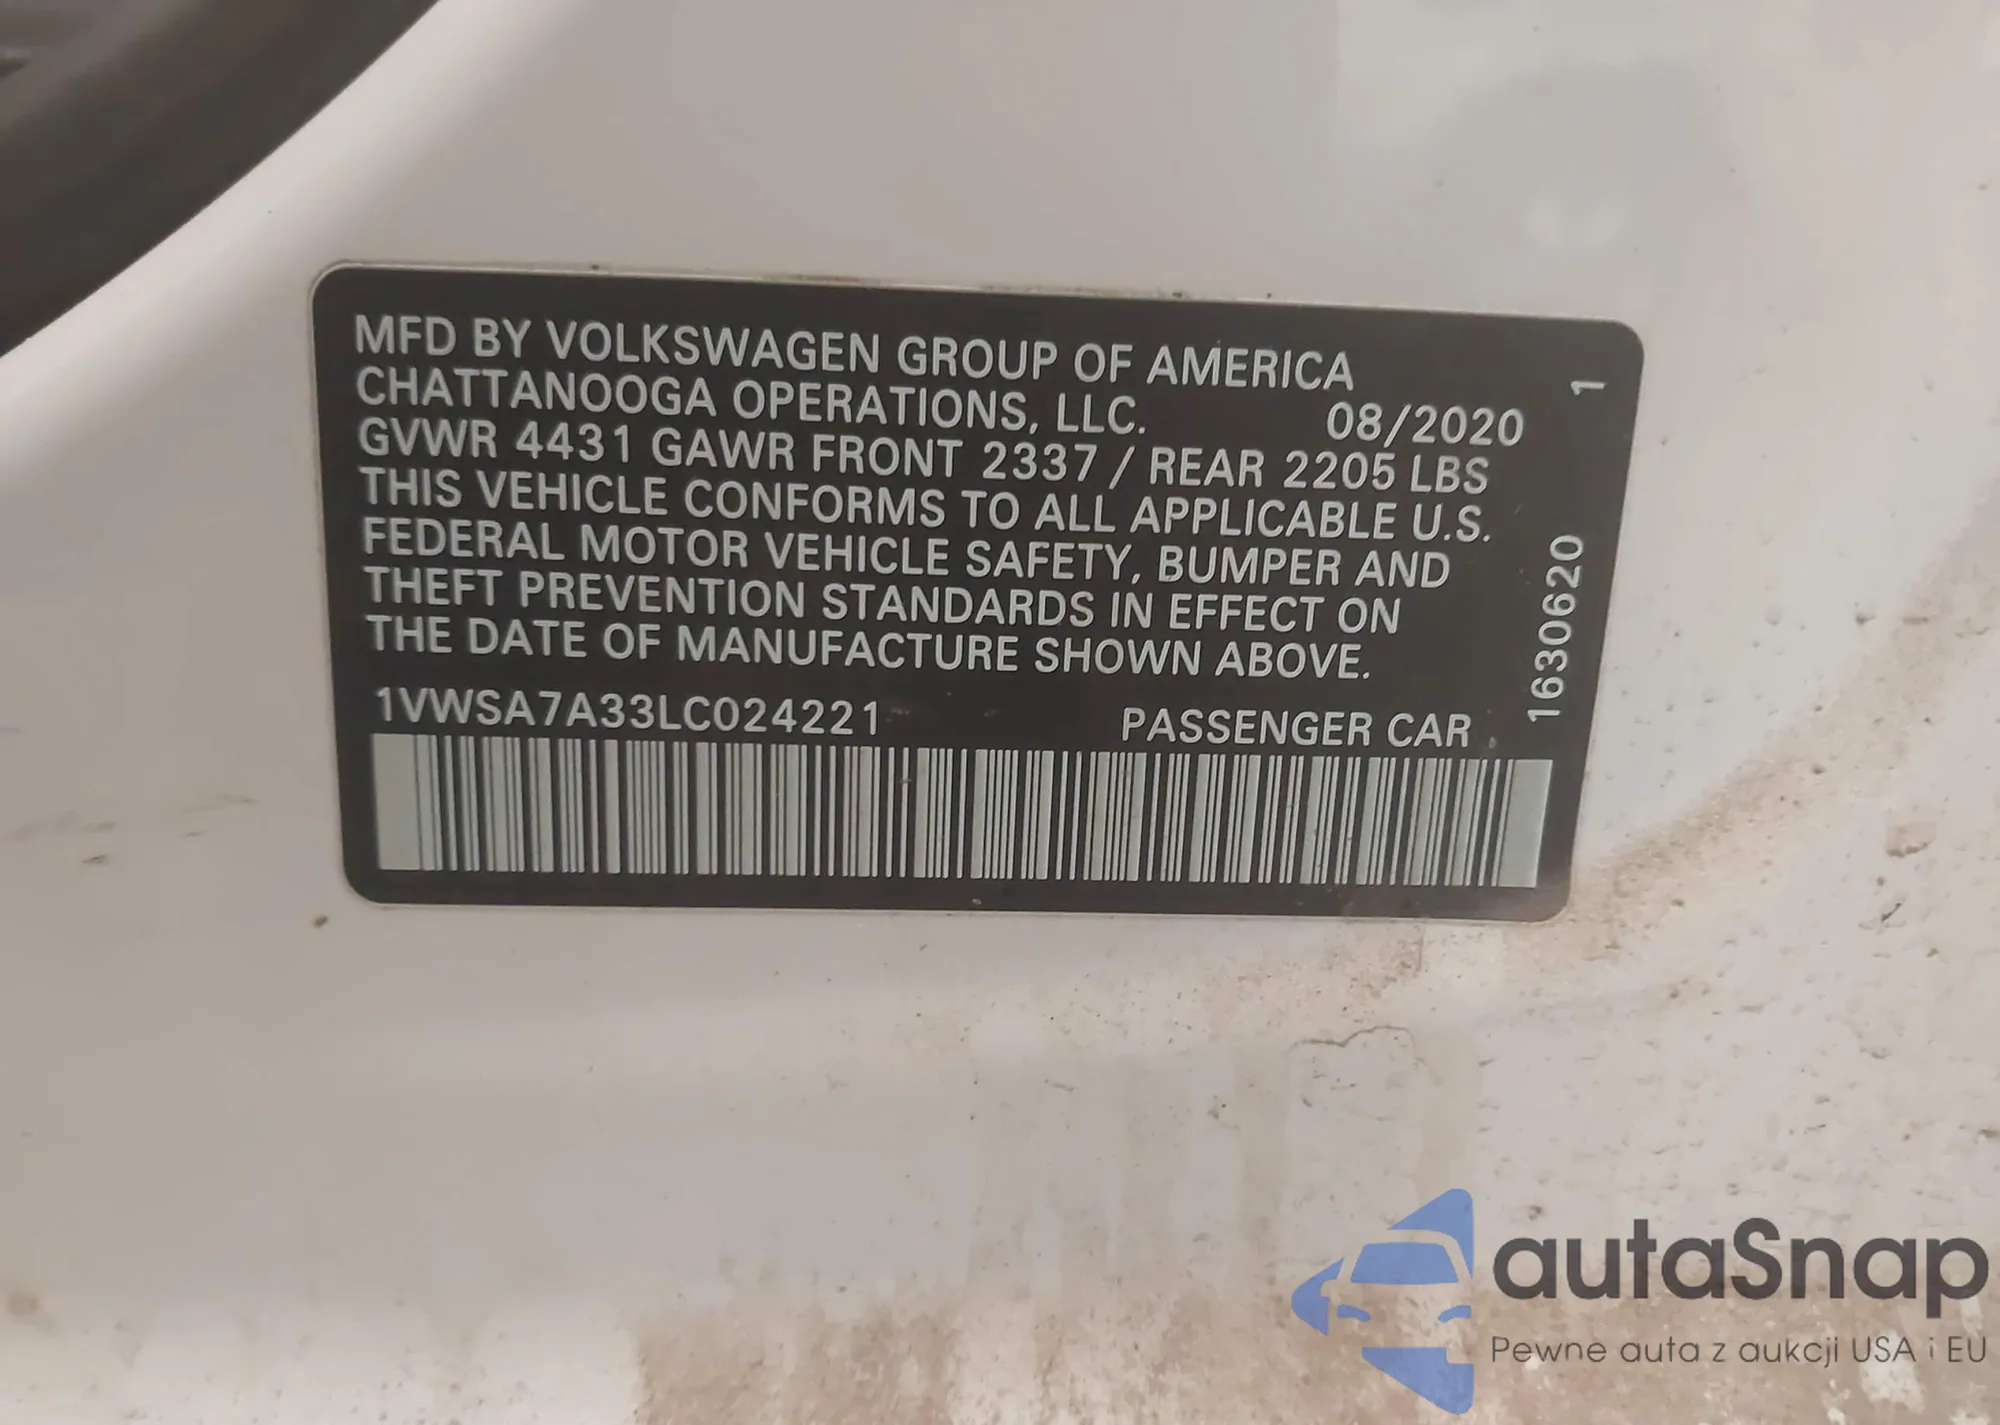 MFD BY VOLKSWAGEN GROUP OF AMERICA
CHATTANOOGA OPERATIONS, LLC. 08/2020
GVWR 4431 GAWR FRONT 2337 / REAR 2205 LBS
THIS VEHICLE CONFORMS TO ALL APPLICABLE U.S.
FEDERAL MOTOR VEHICLE SAFETY, BUMPER AND
THEFT PREVENTION STANDARDS IN EFFECT ON
THE DATE OF MANUFACTURE SHOWN ABOVE.
1VWSA7A33LC024221 PASSENGER CAR
1630620 1
autaSnap
Pewne auta z aukcji USA i EU